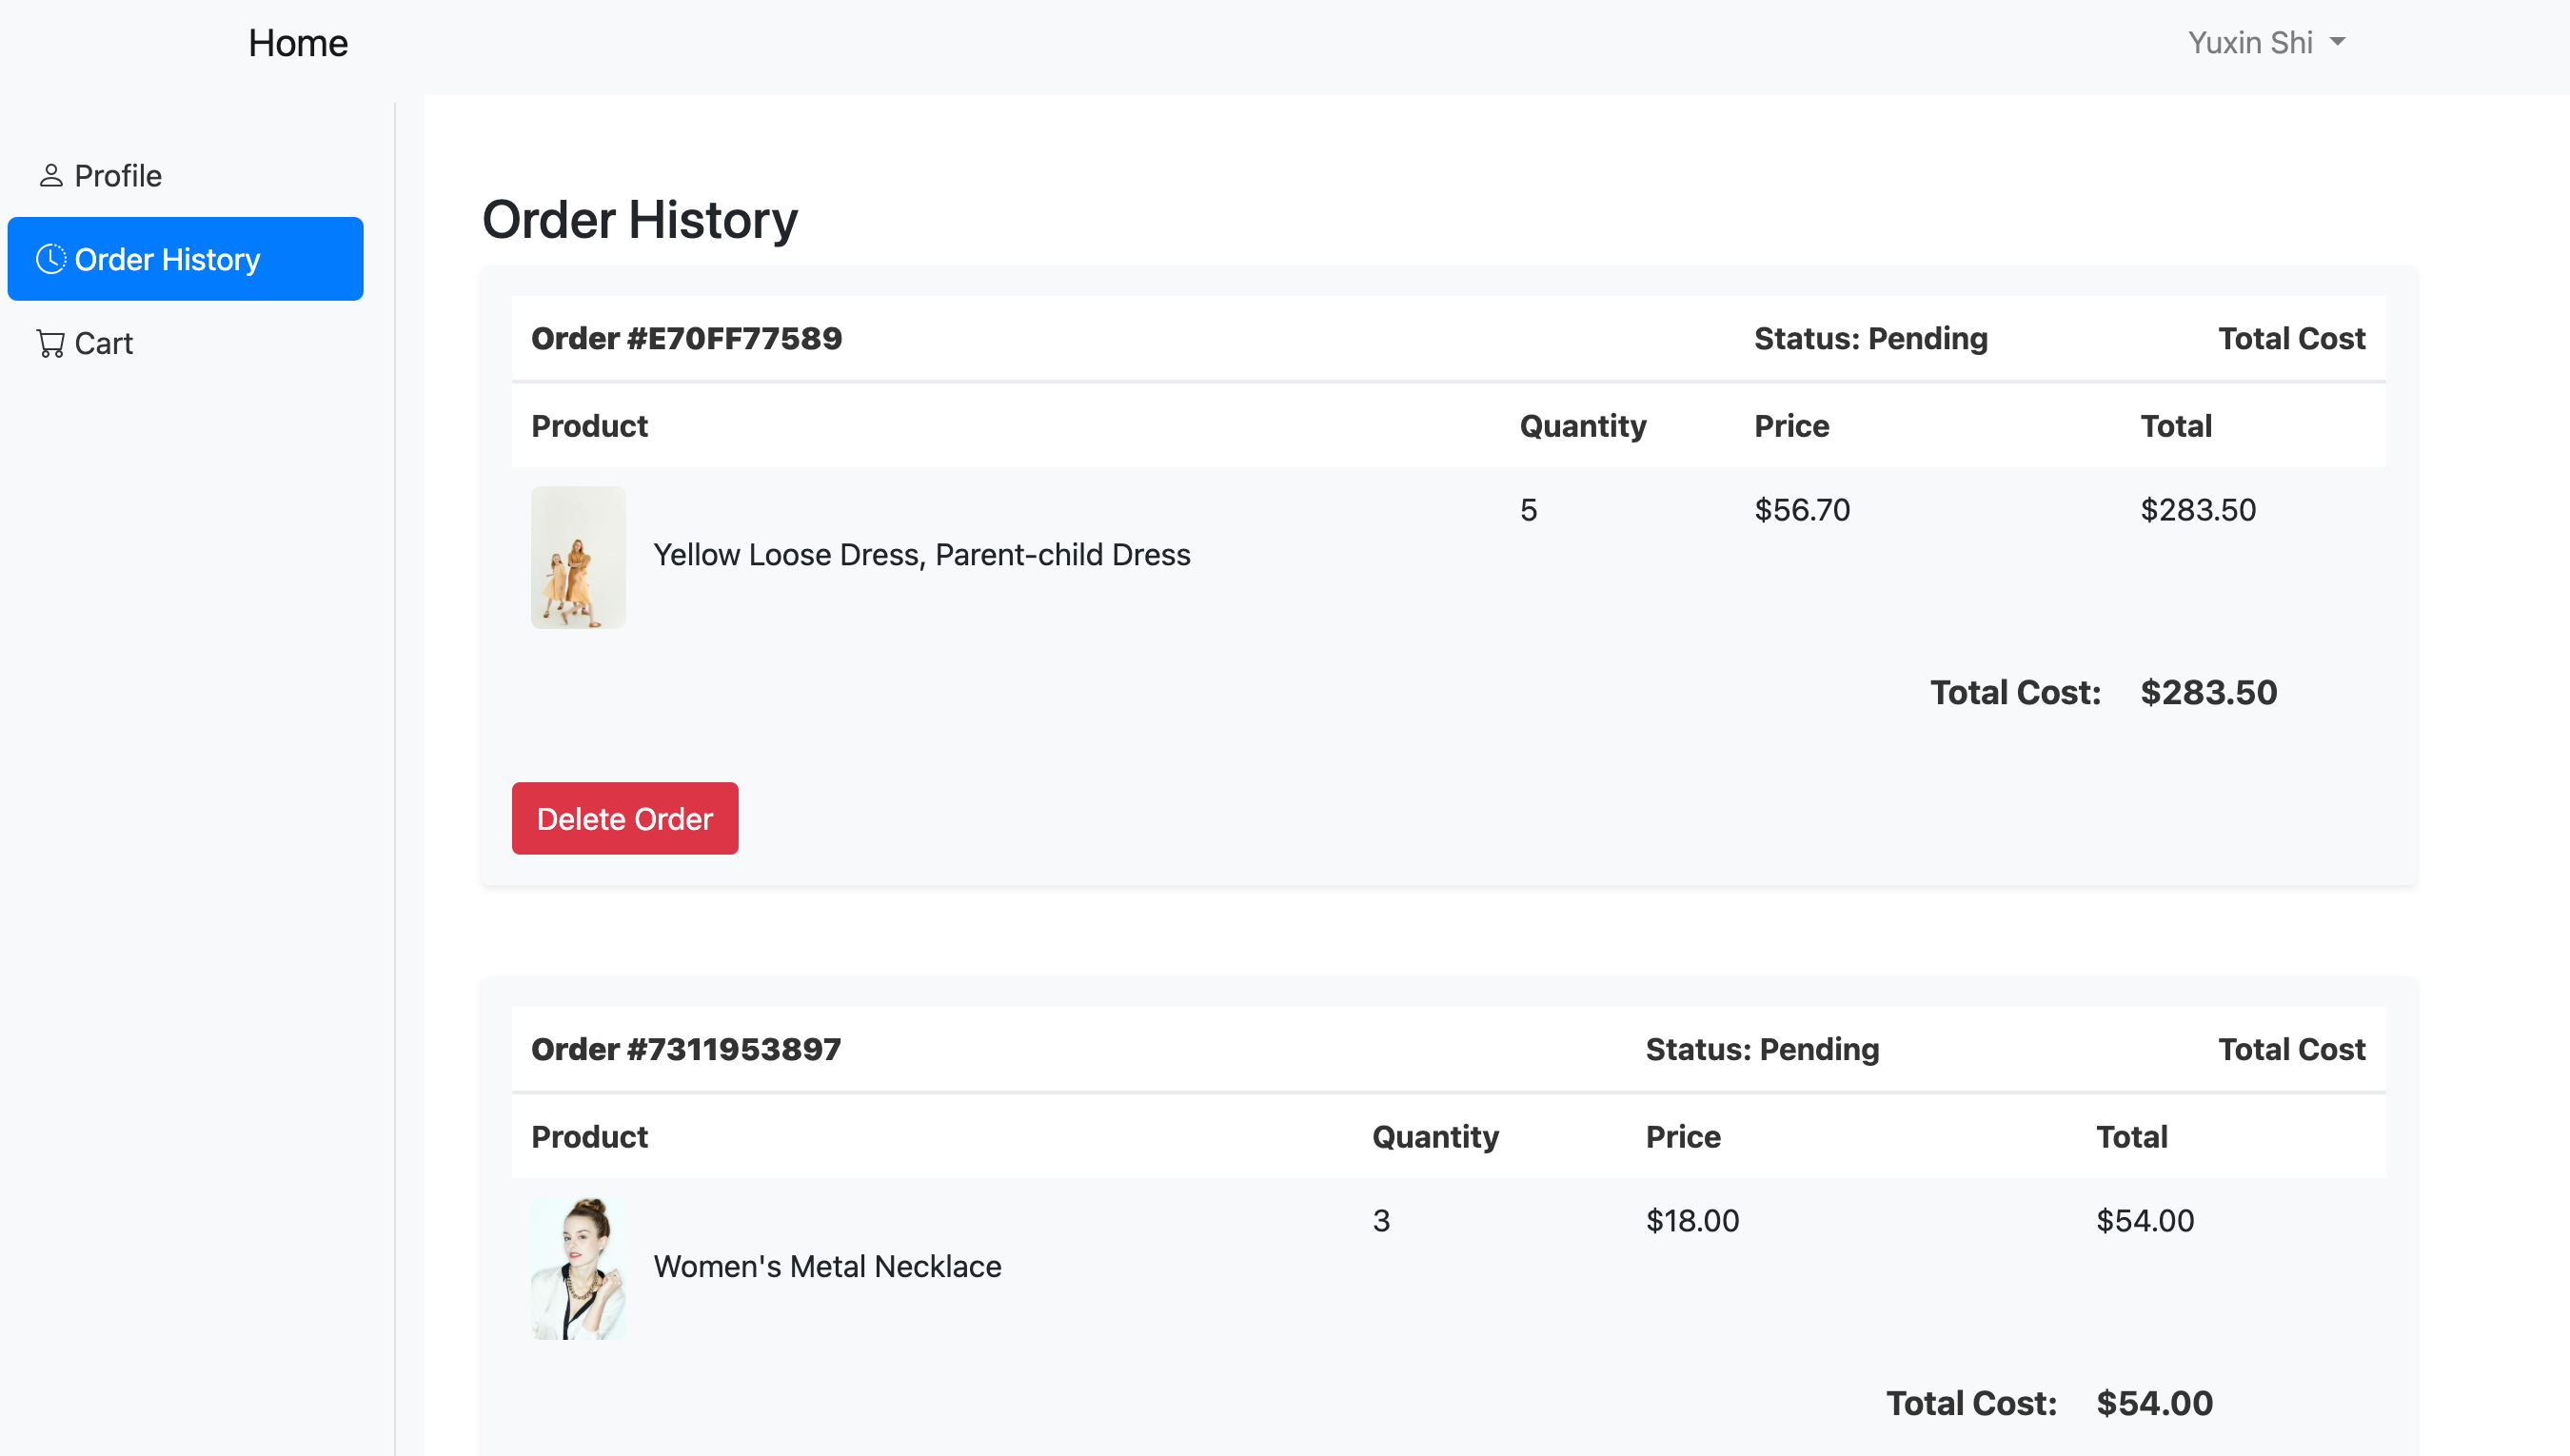 Home
Yuxin Shi
Profile
Order History
Cart
Order History
Order #E70FF77589 Status: Pending Total Cost
Product Quantity Price Total
Yellow Loose Dress, Parent-child Dress 5 $56.70 $283.50
Total Cost: $283.50
Delete Order
Order #7311953897 Status: Pending Total Cost
Product Quantity Price Total
Women's Metal Necklace 3 $18.00 $54.00
Total Cost: $54.00